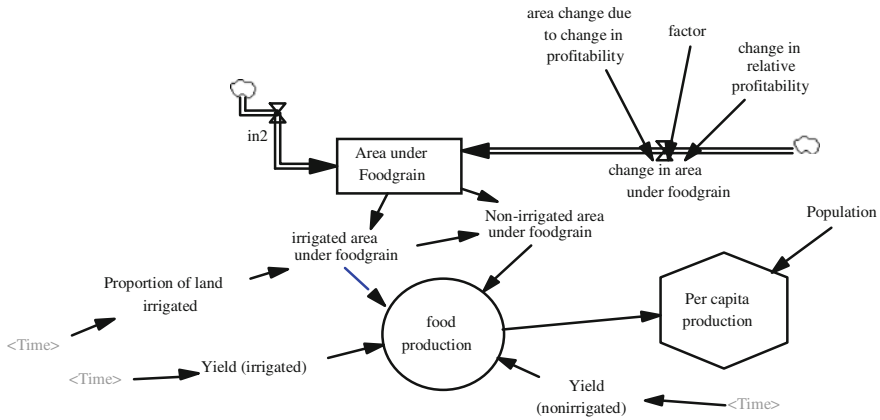 area change due
to change in
profitability
factor
change in
relative
profitability
in2
Area under
Foodgrain
change in area
under foodgrain
Non-irrigated area
under foodgrain
Population
irrigated area
under foodgrain
Proportion of land
irrigated
Per capita
production
food
production
<Time>
Yield (irrigated)
<Time>
Yield
(nonirrigated)
<Time>